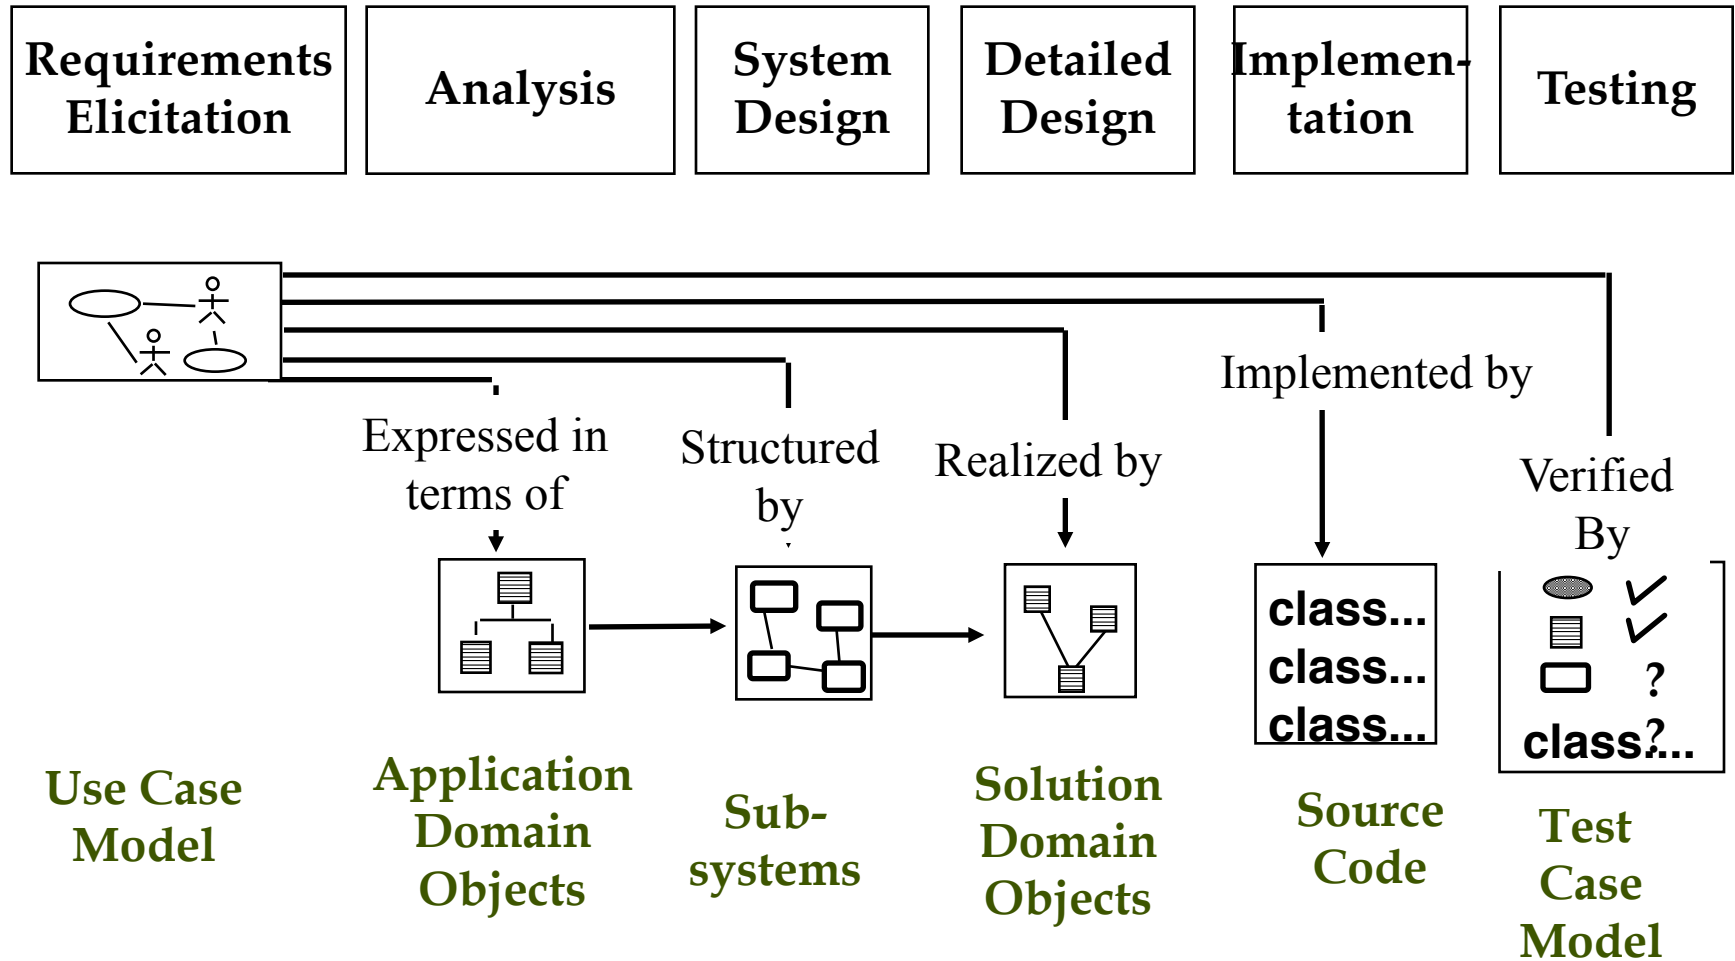 Requirements
Elicitation
Analysis
System
Design
Detailed
Design
Implemen-
tation
Testing
Expressed in
terms of
Structured
by
Realized by
Implemented by
Verified
By
class...
class...
class...
?
?
class....
Use Case
Model
Application
Domain
Objects
Sub-
systems
Solution
Domain
Objects
Source
Code
Test
Case
Model